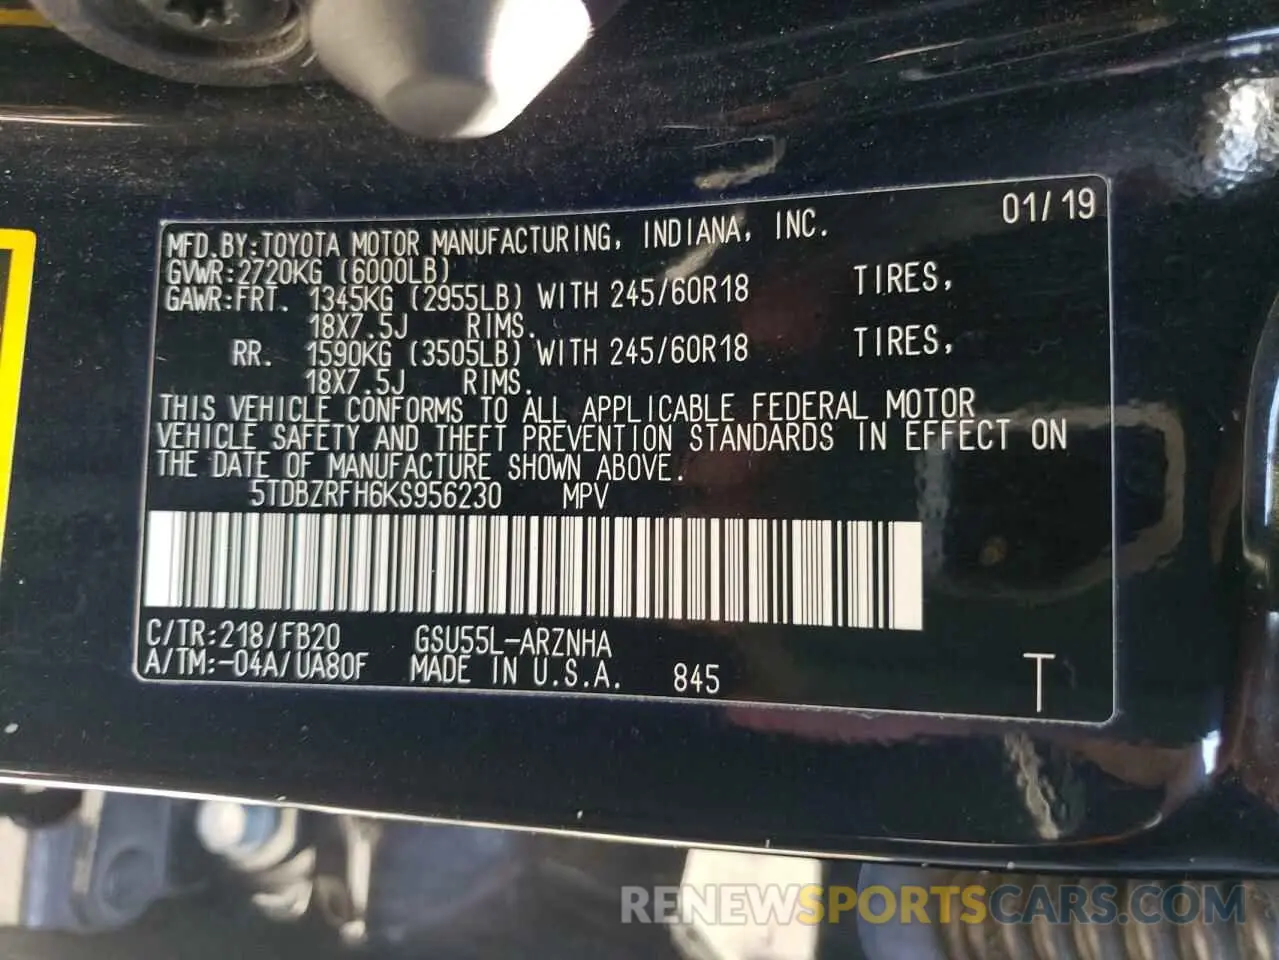 01/19
MFD.BY:TOYOTA MOTOR MANUFACTURING, INDIANA, INC.
GVWR:2720KG (6000LB)
GAWR:FRT. 1345KG (2955LB) WITH 245/60R18 TIRES,
18X7.5J RIMS.
RR. 1590KG (3505LB) WITH 245/60R18 TIRES,
18X7.5J RIMS.
THIS VEHICLE CONFORMS TO ALL APPLICABLE FEDERAL MOTOR
VEHICLE SAFETY AND THEFT PREVENTION STANDARDS IN EFFECT ON
THE DATE OF MANUFACTURE SHOWN ABOVE.
5TDBZRFH6KS956230 MPV
C/TR:218/FB20 GSU55L-ARZNHA
A/TM:-04A/UA80F MADE IN U.S.A. 845 T
RENEWSPORTSCARS.COM